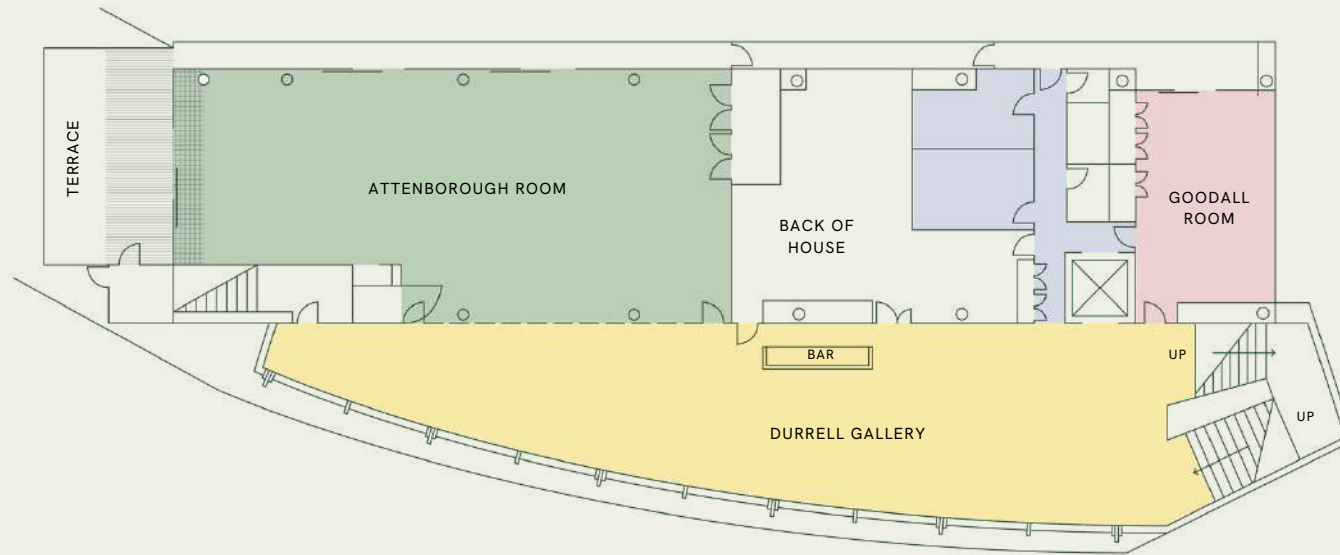 TERRACE
ATTENBOROUGH ROOM
BACK OF
HOUSE
GOODALL
ROOM
BAR
UP
UP
DURRELL GALLERY